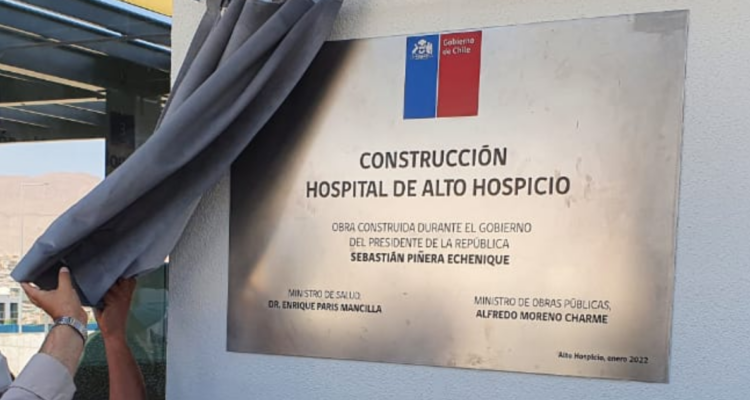 Gobierno
de Chile
CONSTRUCCIÓN
HOSPITAL DE ALTO HOSPICIO
OBRA CONSTRUIDA DURANTE EL GOBIERNO
DEL PRESIDENTE DE LA REPÚBLICA
SEBASTIÁN PIÑERA ECHENIQUE
MINISTRO DE SALUD,
DR. ENRIQUE PARIS MANCILLA
MINISTRO DE OBRAS PÚBLICAS,
ALFREDO MORENO CHARME
Alto Hospicio, enero 2022